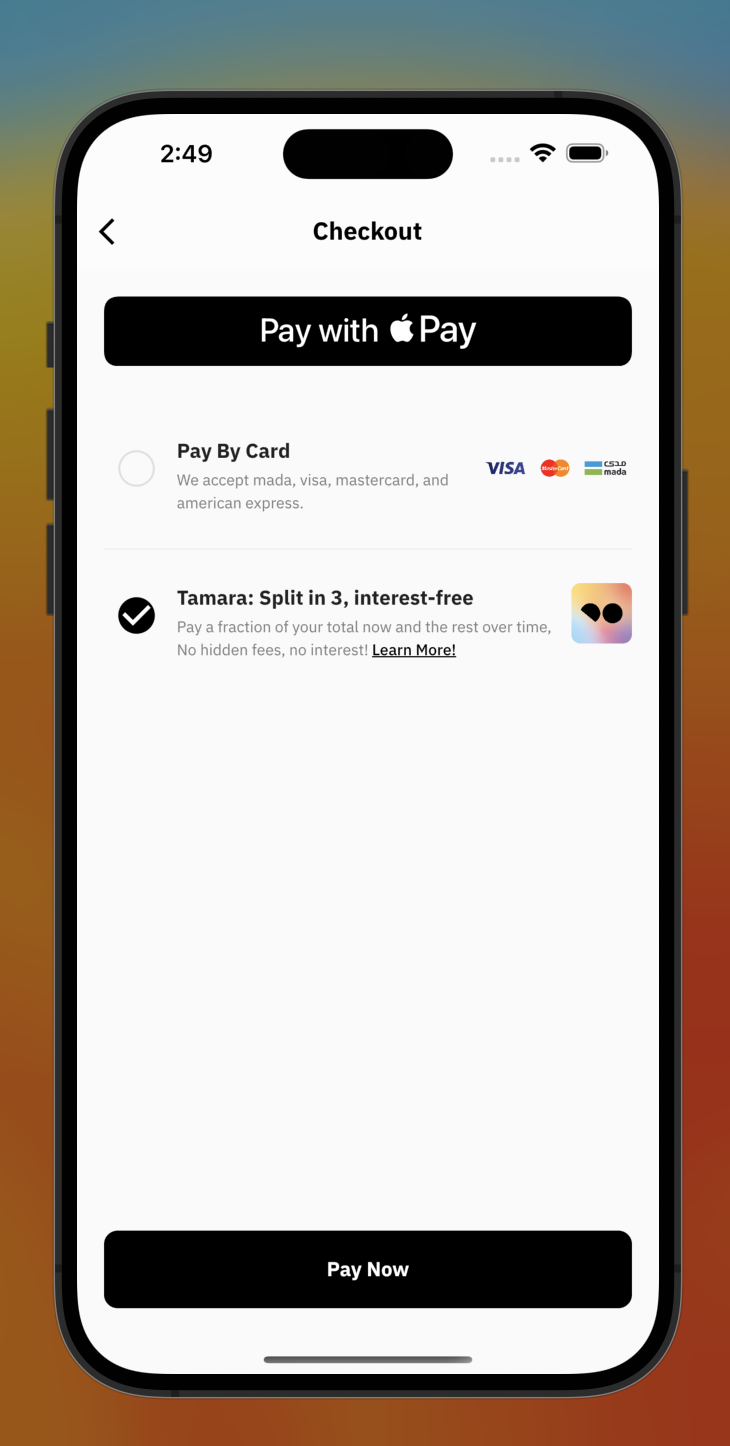 2:49
Checkout
Pay with Pay
Pay By Card
We accept mada, visa, mastercard, and
american express.
VISA MasterCard مدى mada
Tamara: Split in 3, interest-free
Pay a fraction of your total now and the rest over time,
No hidden fees, no interest! Learn More!
Pay Now